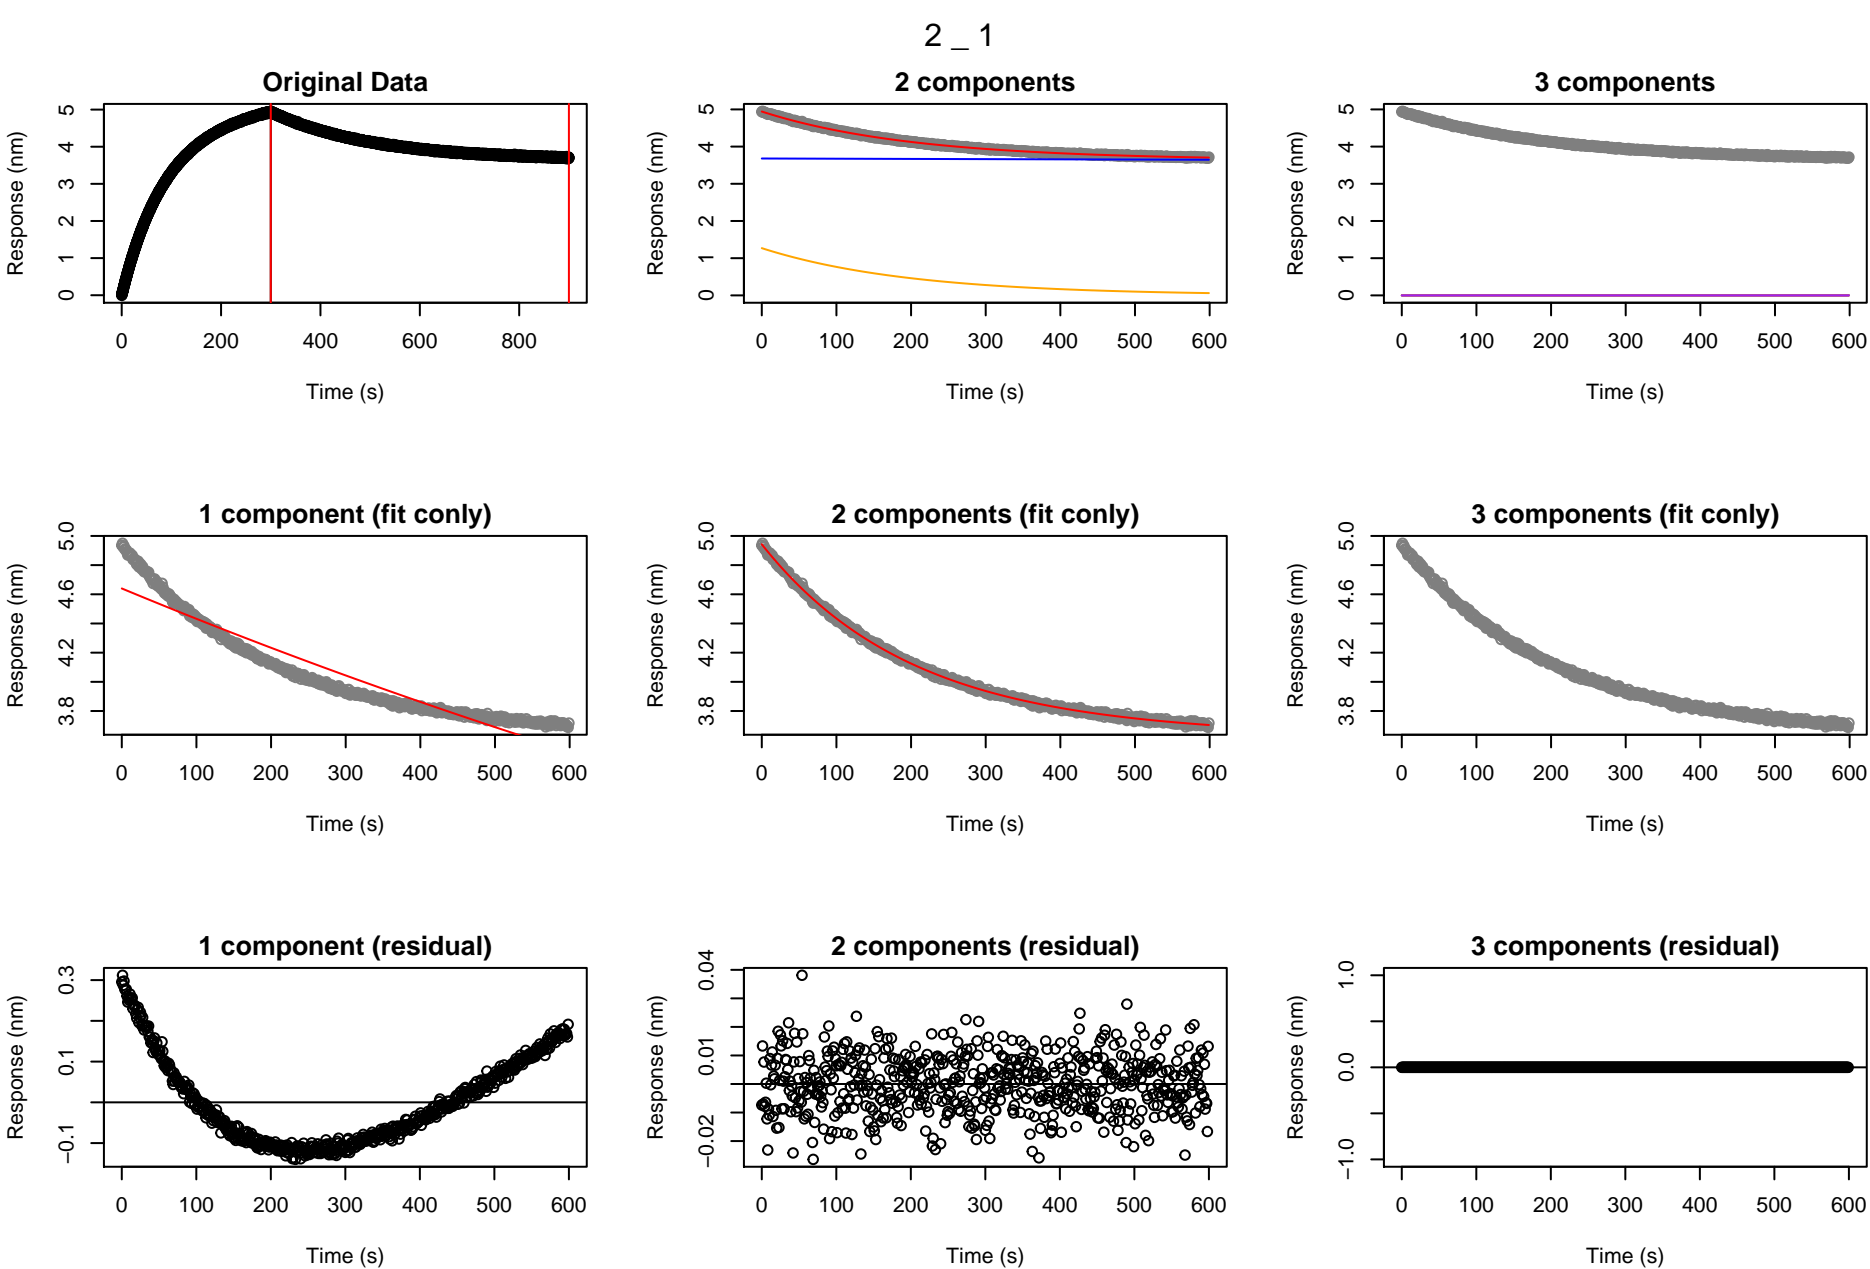 2 _ 1
Original Data
Response (nm)
5
4
3
2
1
0
0 200 400 600 800
Time (s)
2 components
Response (nm)
5
4
3
2
1
0
0 100 200 300 400 500 600
Time (s)
3 components
Response (nm)
5
4
3
2
1
0
0 100 200 300 400 500 600
Time (s)
1 component (fit conly)
Response (nm)
5.0
4.6
4.2
3.8
0 100 200 300 400 500 600
Time (s)
2 components (fit conly)
Response (nm)
5.0
4.6
4.2
3.8
0 100 200 300 400 500 600
Time (s)
3 components (fit conly)
Response (nm)
5.0
4.6
4.2
3.8
0 100 200 300 400 500 600
Time (s)
1 component (residual)
Response (nm)
0.3
0.1
−0.1
0 100 200 300 400 500 600
Time (s)
2 components (residual)
Response (nm)
0.04
0.01
−0.02
0 100 200 300 400 500 600
Time (s)
3 components (residual)
Response (nm)
1.0
0.0
−1.0
0 100 200 300 400 500 600
Time (s)